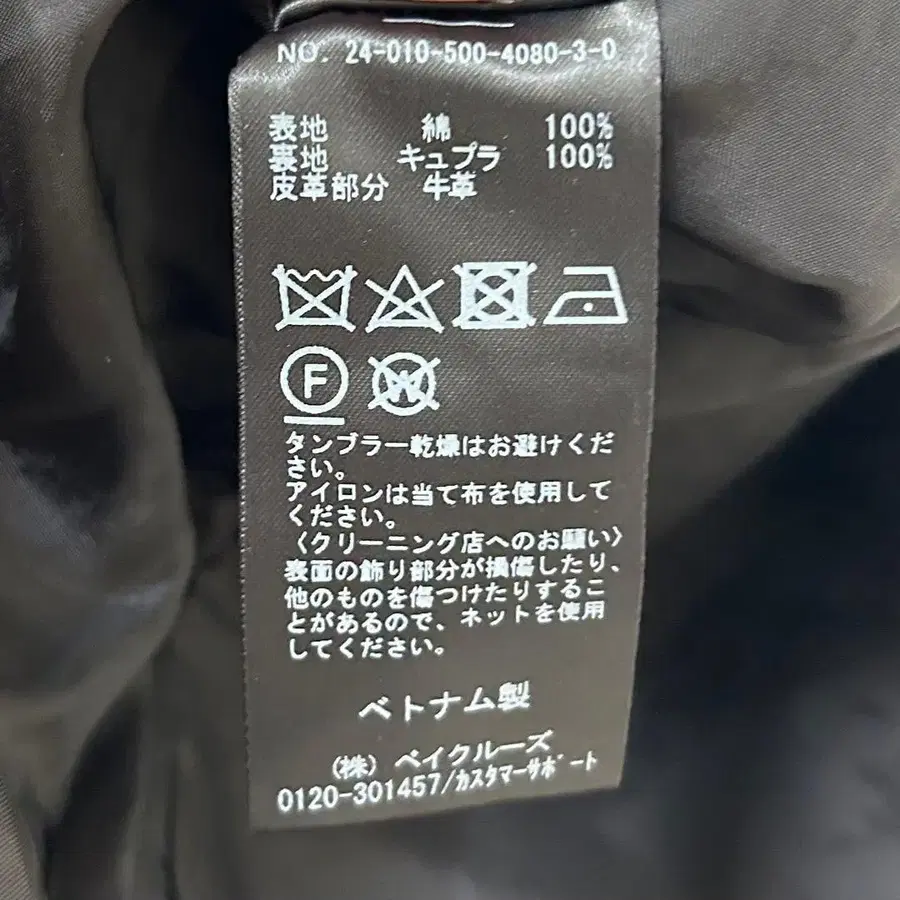 NO. 24-010-500-4080-3-0
表地 綿 100%
裏地 キュプラ 100%
皮革部分 牛革
F
W
タンブラー乾燥はお避けくだ
さい。
アイロンは当て布を使用して
ください。
〈クリーニング店へのお願い〉
表面の飾り部分が損傷したり、
他のものを傷つけたりするこ
とがあるので、ネットを使用
してください。
ベトナム製
(株) ベイクルーズ
0120-301457/カスタマーサポート